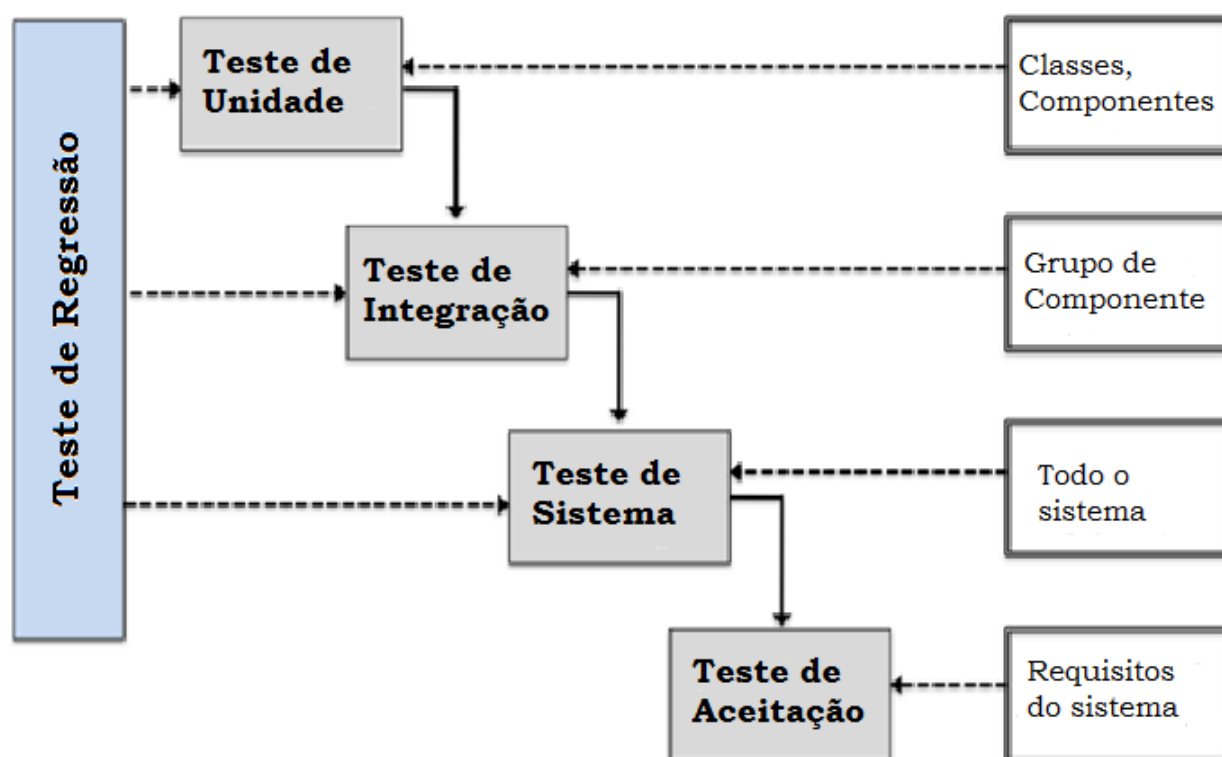 Teste de Regressão
Teste de
Unidade
Classes,
Componentes
Teste de
Integração
Grupo de
Componente
Teste de
Sistema
Todo o
sistema
Teste de
Aceitação
Requisitos
do sistema